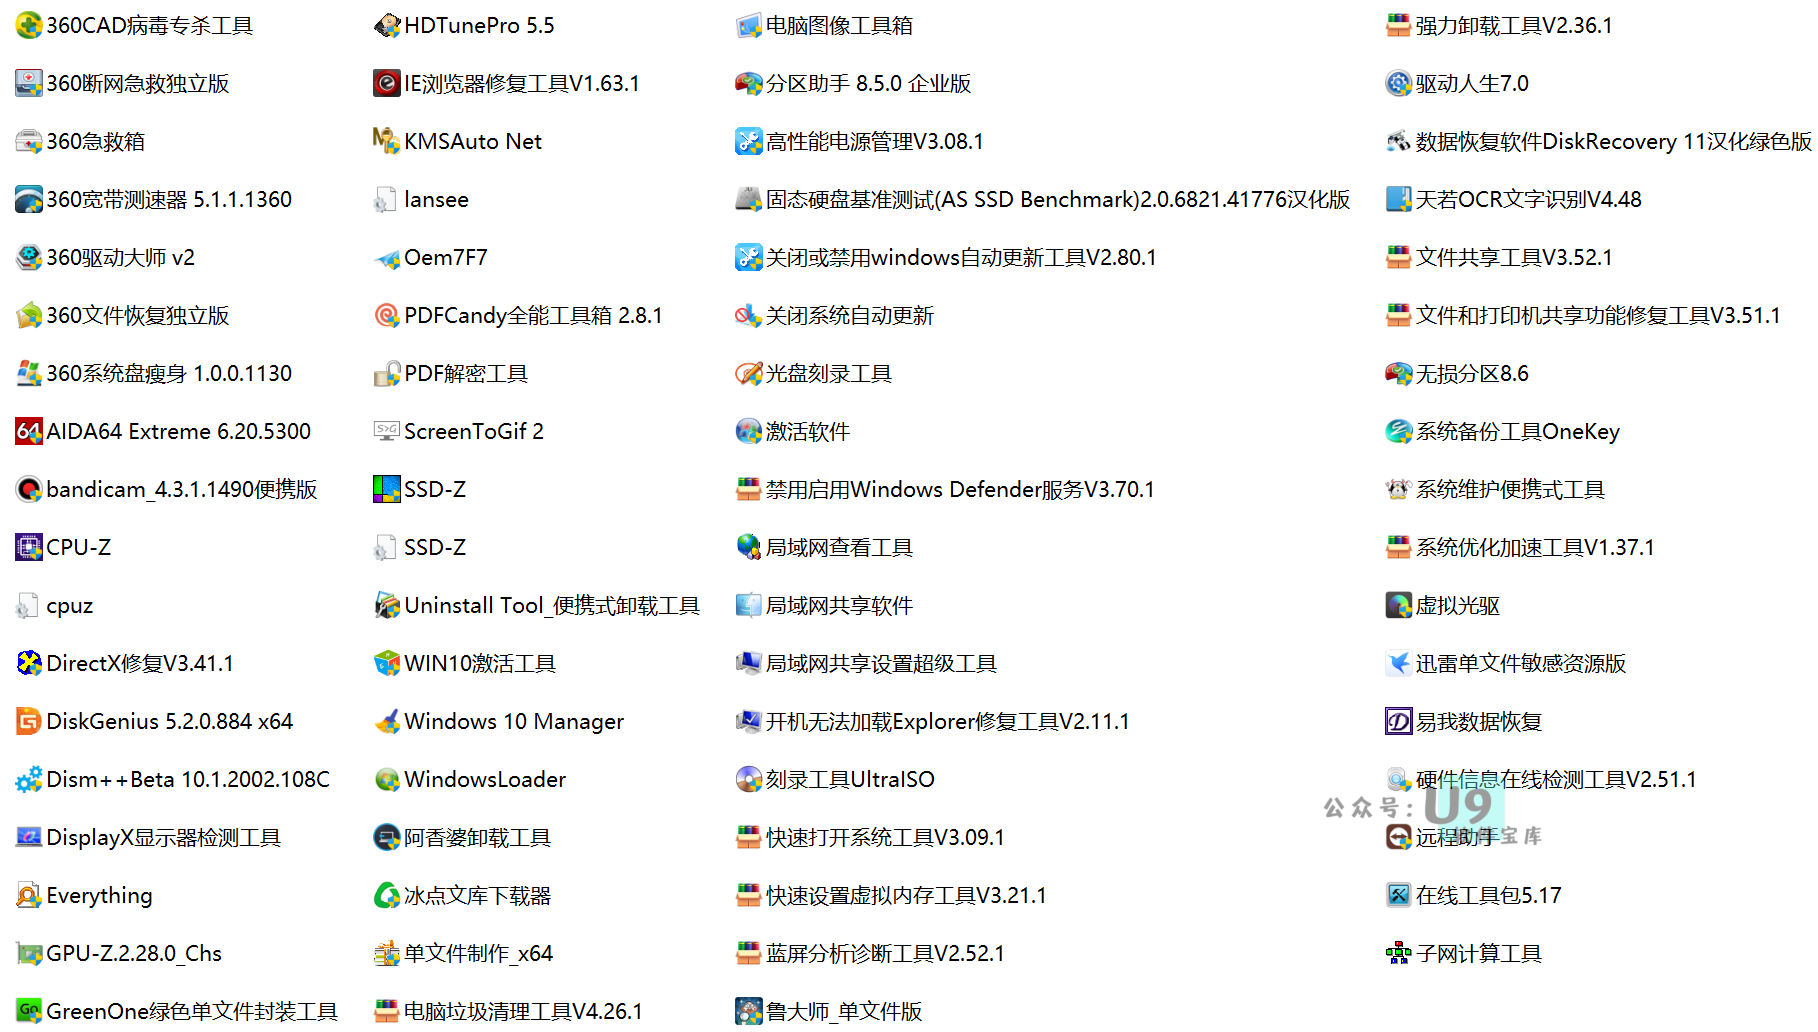 360CAD病毒专杀工具
360断网急救独立版
360急救箱
360宽带测速器 5.1.1.1360
360驱动大师 v2
360文件恢复独立版
360系统盘瘦身 1.0.0.1130
AIDA64 Extreme 6.20.5300
bandicam_4.3.1.1490便携版
CPU-Z
cpuz
DirectX修复V3.41.1
DiskGenius 5.2.0.884 x64
Dism++Beta 10.1.2002.108C
DisplayX显示器检测工具
Everything
GPU-Z.2.28.0_Chs
GreenOne绿色单文件封装工具
HDTunePro 5.5
IE浏览器修复工具V1.63.1
KMSAuto Net
lansee
Oem7F7
PDFCandy全能工具箱 2.8.1
PDF解密工具
ScreenToGif 2
SSD-Z
SSD-Z
Uninstall Tool_便携式卸载工具
WIN10激活工具
Windows 10 Manager
WindowsLoader
阿香婆卸载工具
冰点文库下载器
单文件制作_x64
电脑垃圾清理工具V4.26.1
电脑图像工具箱
分区助手 8.5.0 企业版
高性能电源管理V3.08.1
固态硬盘基准测试(AS SSD Benchmark)2.0.6821.41776汉化版
关闭或禁用windows自动更新工具V2.80.1
关闭系统自动更新
光盘刻录工具
激活软件
禁用启用Windows Defender服务V3.70.1
局域网查看工具
局域网共享软件
局域网共享设置超级工具
开机无法加载Explorer修复工具V2.11.1
刻录工具UltraISO
快速打开系统工具V3.09.1
快速设置虚拟内存工具V3.21.1
蓝屏分析诊断工具V2.52.1
鲁大师_单文件版
强力卸载工具V2.36.1
驱动人生7.0
数据恢复软件DiskRecovery 11汉化绿色版
天若OCR文字识别V4.48
文件共享工具V3.52.1
文件和打印机共享功能修复工具V3.51.1
无损分区8.6
系统备份工具OneKey
系统维护便携式工具
系统优化加速工具V1.37.1
虚拟光驱
迅雷单文件敏感资源版
易我数据恢复
硬件信息在线检测工具V2.51.1
远程助手
在线工具包5.17
子网计算工具
公众号: U9
软件宝库